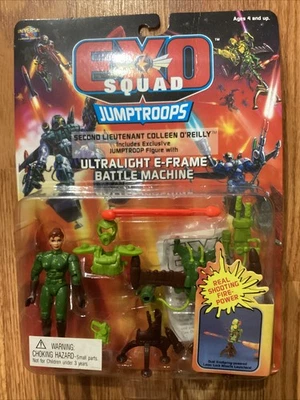 Ages 4 and up.
EXO
SQUAD
™
JUMPTROOPS
SECOND LIEUTENANT COLLEEN O'REILLY
Includes Exclusive
JUMPTROOP Figure with
ULTRALIGHT E-FRAME
BATTLE MACHINE
REAL
SHOOTING
FIRE-
POWER
WARNING:
CHOKING HAZARD-Small parts.
Not for Children under 3 years.